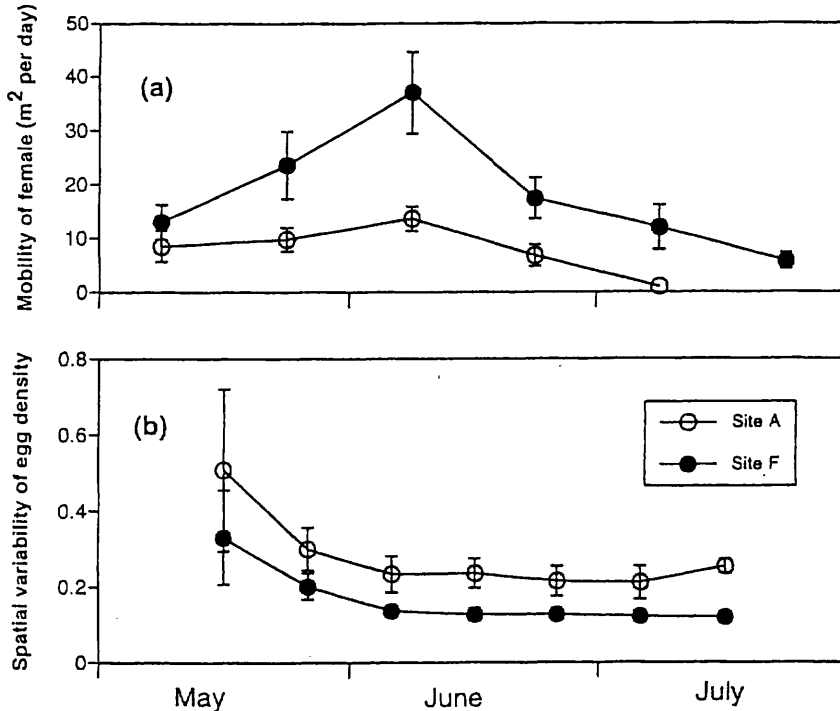 Mobility of female (m² per day)
50
40
30
20
10
0
(a)
Spatial variability of egg density
0.8
0.6
0.4
0.2
0
(b)
Site A
Site F
May
June
July